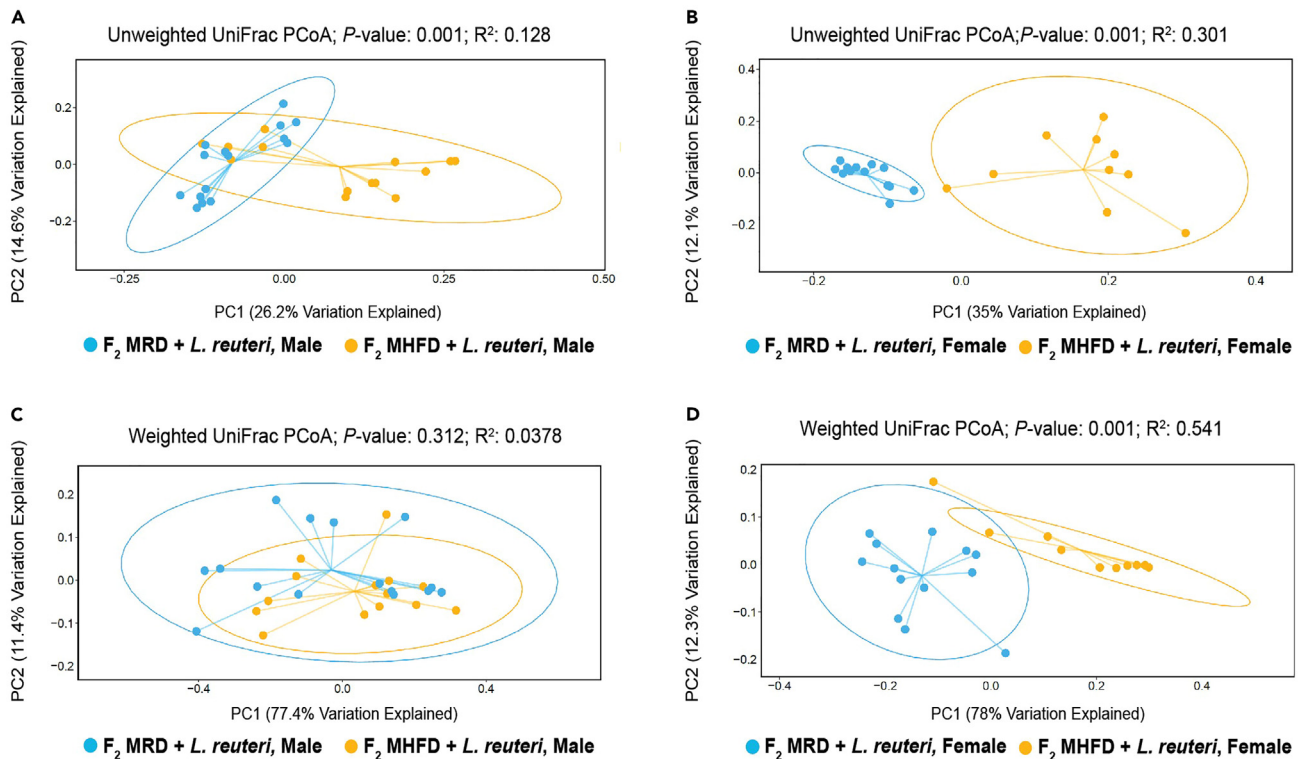 A
Unweighted UniFrac PCoA; P-value: 0.001; R²: 0.128
PC2 (14.6% Variation Explained)
0.2
0.0
−0.2
−0.25
0.00
0.25
0.50
PC1 (26.2% Variation Explained)
F₂ MRD + L. reuteri, Male
F₂ MHFD + L. reuteri, Male
B
Unweighted UniFrac PCoA;P-value: 0.001; R²: 0.301
PC2 (12.1% Variation Explained)
0.4
0.2
0.0
−0.2
−0.2
0.0
0.2
0.4
PC1 (35% Variation Explained)
F₂ MRD + L. reuteri, Female
F₂ MHFD + L. reuteri, Female
C
Weighted UniFrac PCoA; P-value: 0.312; R²: 0.0378
PC2 (11.4% Variation Explained)
0.2
0.1
0.0
−0.1
−0.2
−0.4
0.0
0.4
PC1 (77.4% Variation Explained)
F₂ MRD + L. reuteri, Male
F₂ MHFD + L. reuteri, Male
D
Weighted UniFrac PCoA; P-value: 0.001; R²: 0.541
PC2 (12.3% Variation Explained)
0.2
0.1
0.0
−0.1
−0.2
−0.4
−0.2
0.0
0.2
0.4
PC1 (78% Variation Explained)
F₂ MRD + L. reuteri, Female
F₂ MHFD + L. reuteri, Female